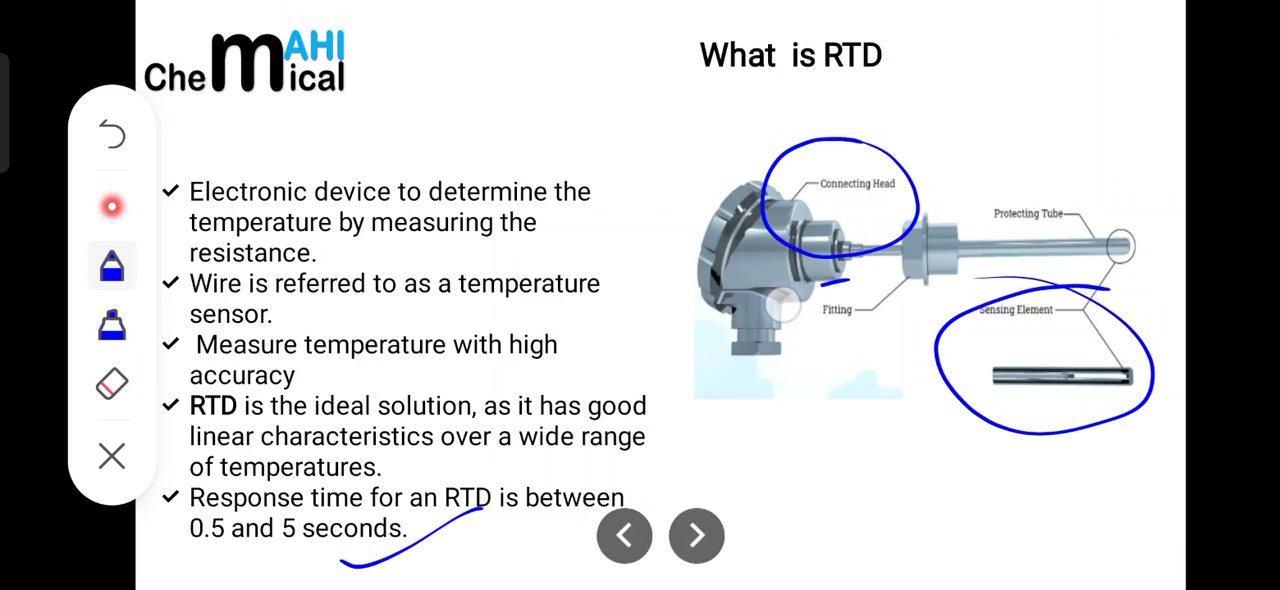 MAHI
Chemical
What is RTD
Electronic device to determine the
temperature by measuring the
resistance.
Wire is referred to as a temperature
sensor.
Measure temperature with high
accuracy
RTD is the ideal solution, as it has good
linear characteristics over a wide range
of temperatures.
Response time for an RTD is between
0.5 and 5 seconds.
Connecting Head
Protecting Tube
Fitting
Sensing Element